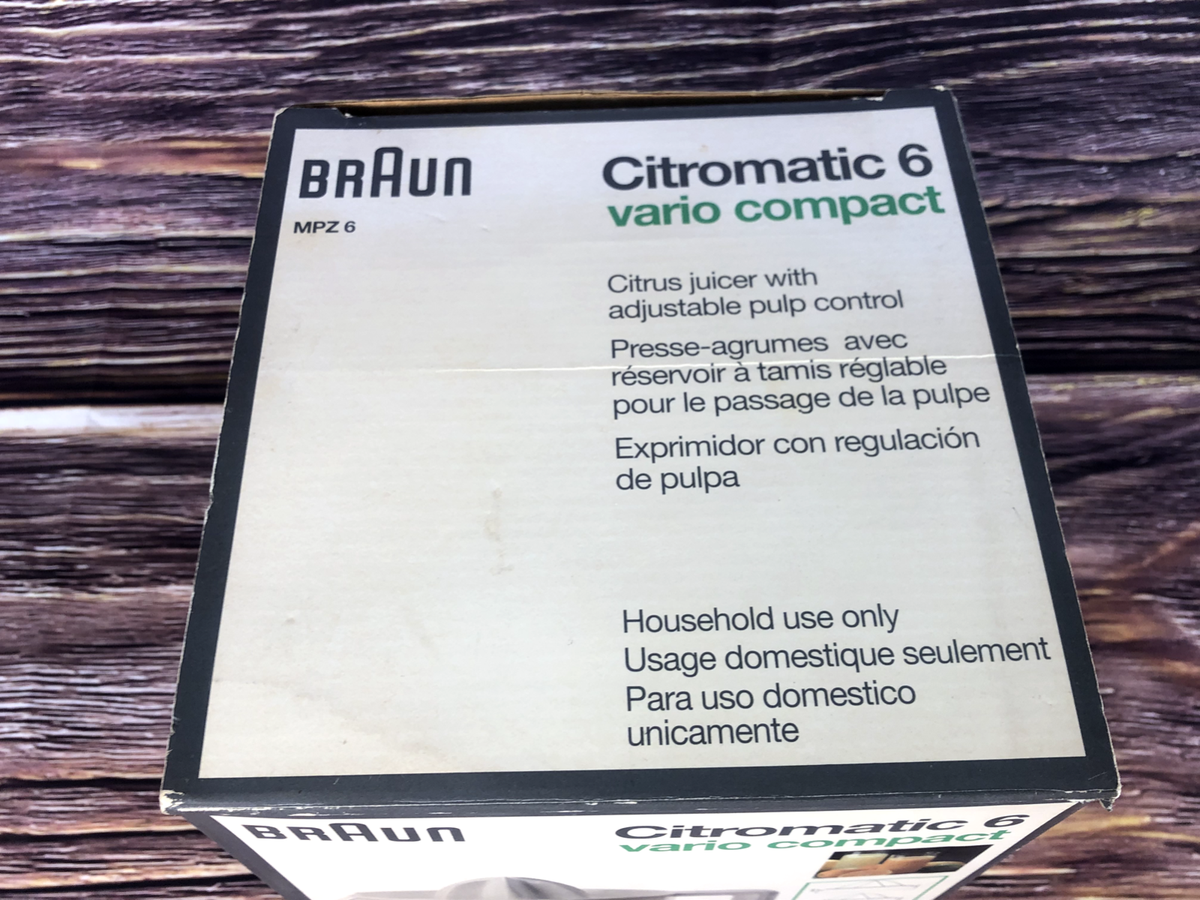 BRAUN
MPZ 6
Citromatic 6
vario compact
Citrus juicer with
adjustable pulp control
Presse-agrumes avec
réservoir à tamis réglable
pour le passage de la pulpe
Exprimidor con regulación
de pulpa
Household use only
Usage domestique seulement
Para uso domestico
unicamente
BRAUN
Citromatic 6
vario compact